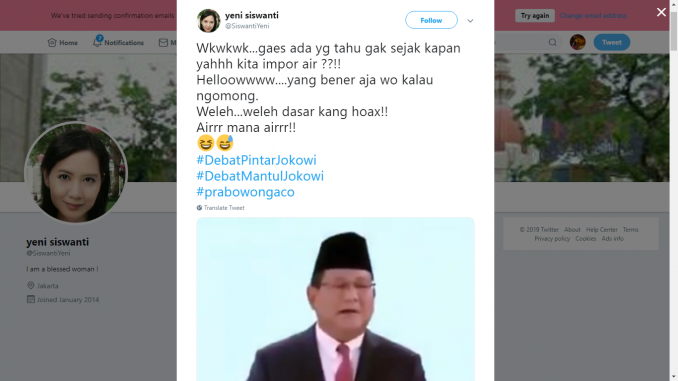 We've tried sending confirmation emails
Try again
Change email address
Home
Notifications
M
Tweet
yeni siswanti
@SiswantiYeni
Follow
Wkwkwk...gaes ada yg tahu gak sejak kapan
yahhh kita impor air ??!!
Helloowwww....yang bener aja wo kalau
ngomong.
Weleh...weleh dasar kang hoax!!
Airrr mana airrr!!
😆😅
#DebatPintarJokowi
#DebatMantulJokowi
#prabowongaco
Translate Tweet
yeni siswanti
@SiswantiYeni
I am a blessed woman !
Jakarta
Joined January 2014
© 2019 Twitter About Help Center Terms
Privacy policy Cookies Ads info